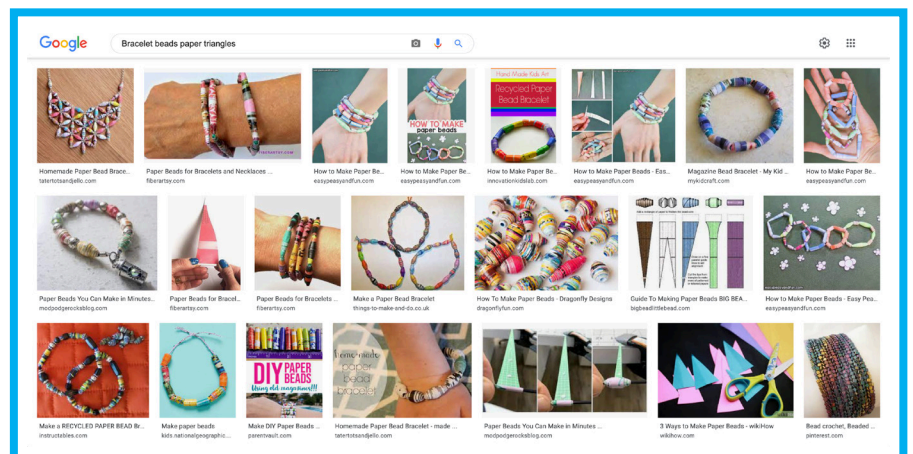 Google
Bracelet beads paper triangles
Hand Made Kids Art
Recycled Paper
Bead Bracelet
HOW TO MAKE
paper beads
Homemade Paper Bead Brace...
tatertotsandjello.com
Paper Beads for Bracelets and Necklaces ...
fiberartsy.com
How to Make Paper Be...
easypeasyandfun.com
How to Make Paper Be...
easypeasyandfun.com
How to Make Paper Be...
innovationkidslab.com
How to Make Paper Beads - Eas...
easypeasyandfun.com
Magazine Bead Bracelet - My Kid ...
mykidcraft.com
How to Make Paper Be...
easypeasyandfun.com
Paper Beads You Can Make in Minutes...
modpodgerocksblog.com
Paper Beads for Bracel...
fiberartsy.com
Paper Beads for Bracelets ...
fiberartsy.com
Make a Paper Bead Bracelet
things-to-make-and-do.co.uk
How To Make Paper Beads - Dragonfly Designs
dragonflyfun.com
Guide To Making Paper Beads BIG BEA...
bigbeadlittlebead.com
How to Make Paper Beads - Easy Pea...
easypeasyandfun.com
DIY PAPER
BEADS
Using old magazines!!!
home-made
paper
bead
bracelet
Make a RECYCLED PAPER BEAD Br...
instructables.com
Make paper beads
kids.nationalgeographic...
Make DIY Paper Beads ...
parentvault.com
Homemade Paper Bead Bracelet - made ...
tatertotsandjello.com
Paper Beads You Can Make in Minutes ...
modpodgerocksblog.com
3 Ways to Make Paper Beads - wikiHow
wikihow.com
Bead crochet, Beaded ...
pinterest.com